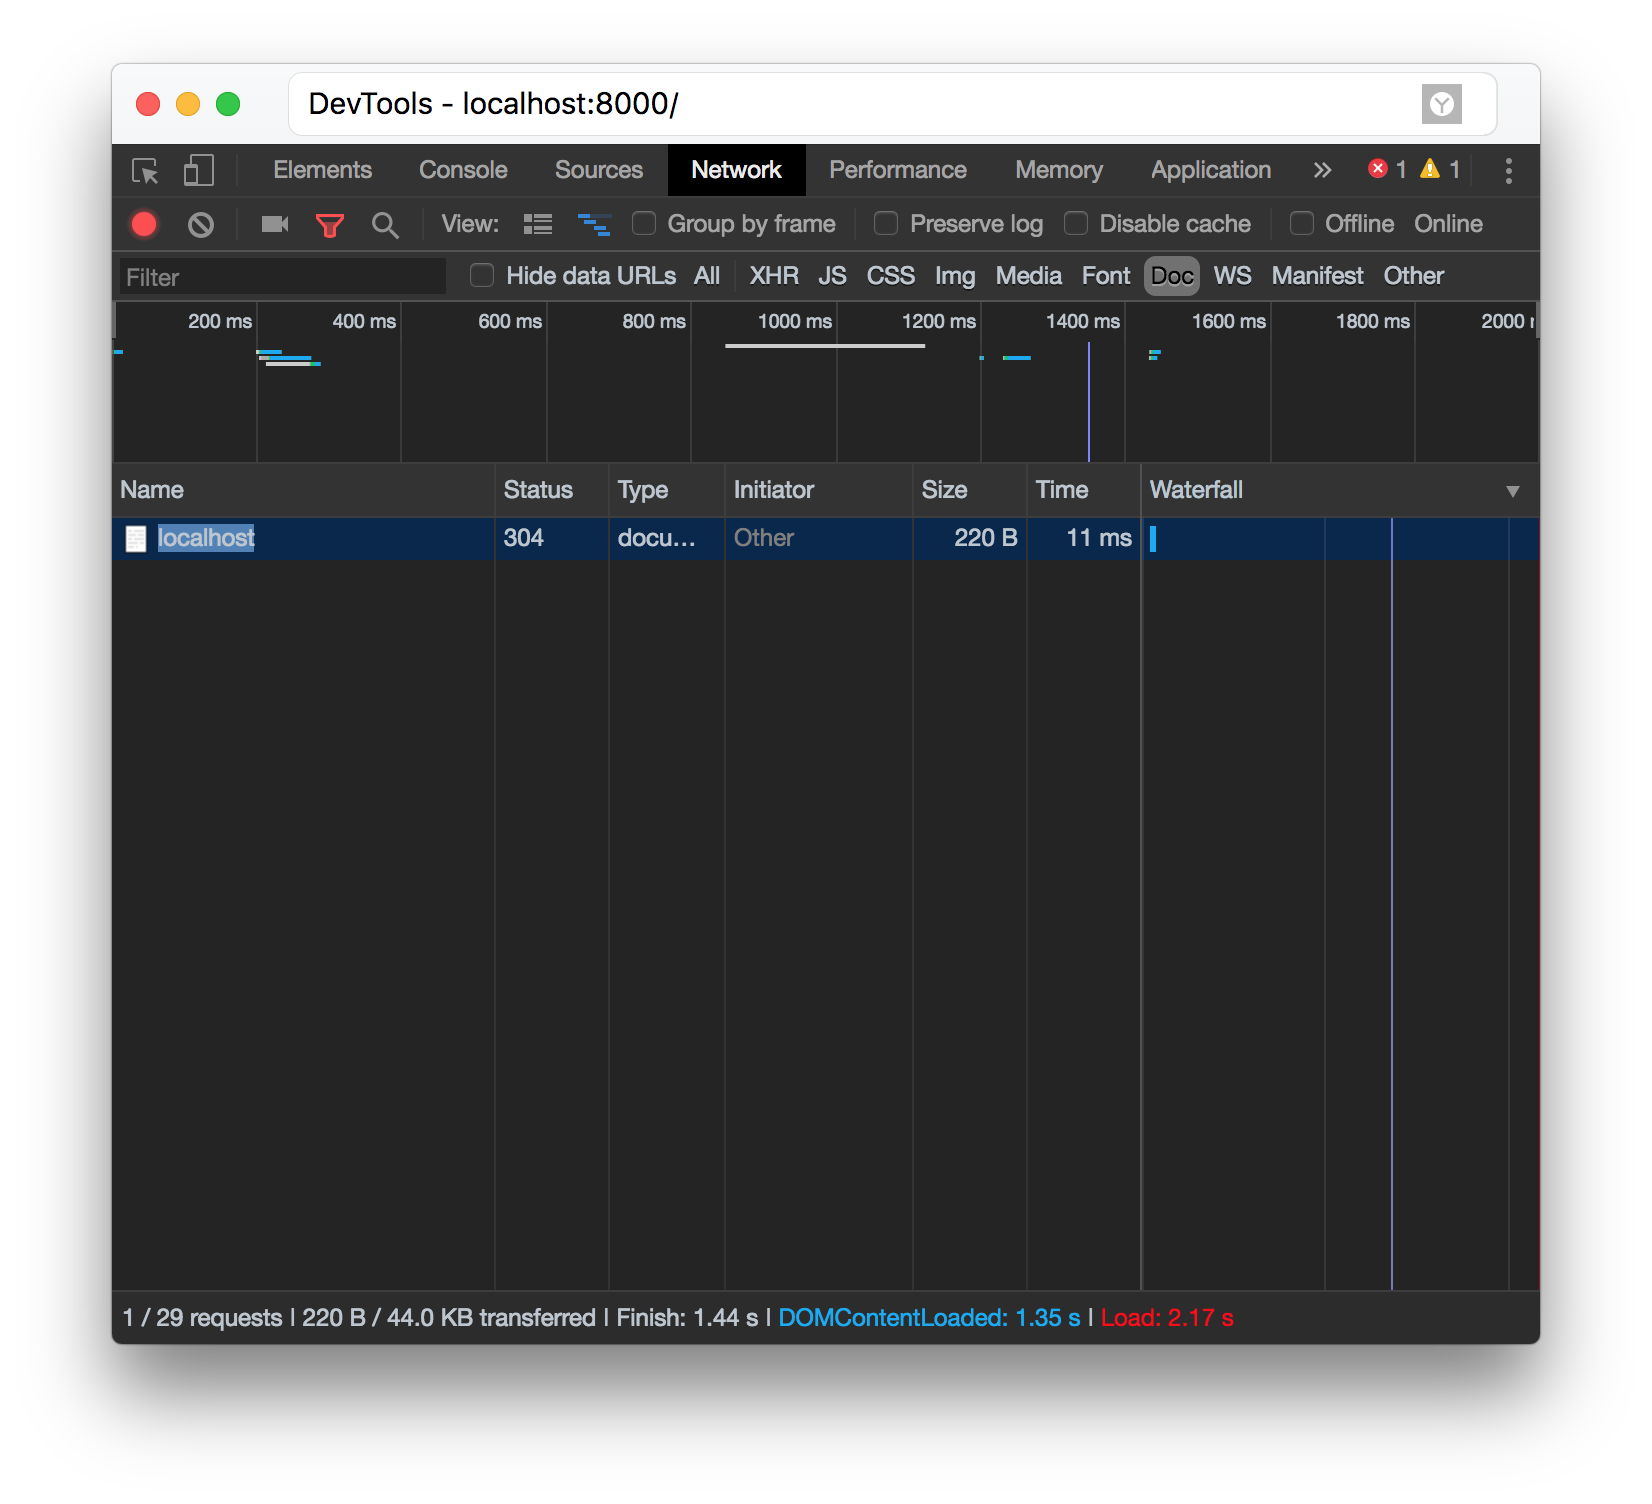 DevTools - localhost:8000/
Elements Console Sources Network Performance Memory Application 1 1
View: Group by frame Preserve log Disable cache Offline Online
Filter Hide data URLs All XHR JS CSS Img Media Font Doc WS Manifest Other
200 ms 400 ms 600 ms 800 ms 1000 ms 1200 ms 1400 ms 1600 ms 1800 ms 2000
Name Status Type Initiator Size Time Waterfall
localhost 304 docu... Other 220 B 11 ms
1 / 29 requests | 220 B / 44.0 KB transferred | Finish: 1.44 s | DOMContentLoaded: 1.35 s | Load: 2.17 s